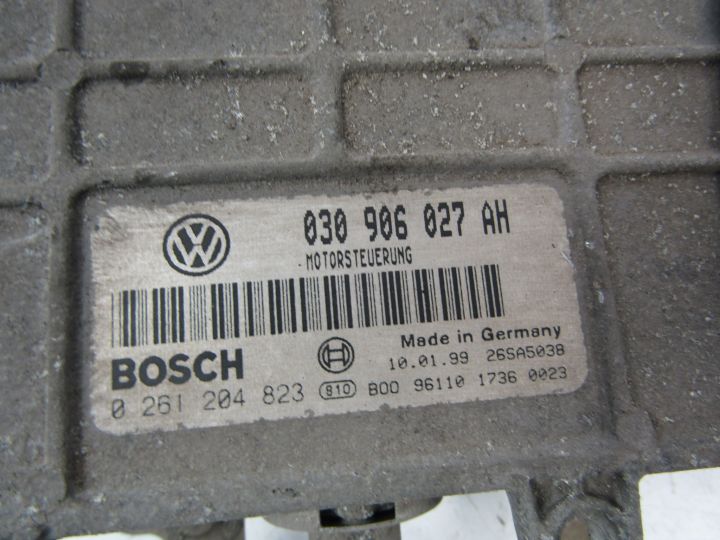 VW
030 906 027 AH
- MOTORSTEUERUNG
Made in Germany
BOSCH
10.01.99 26SA5038
0 261 204 823 810 B00 96110 1736 0023